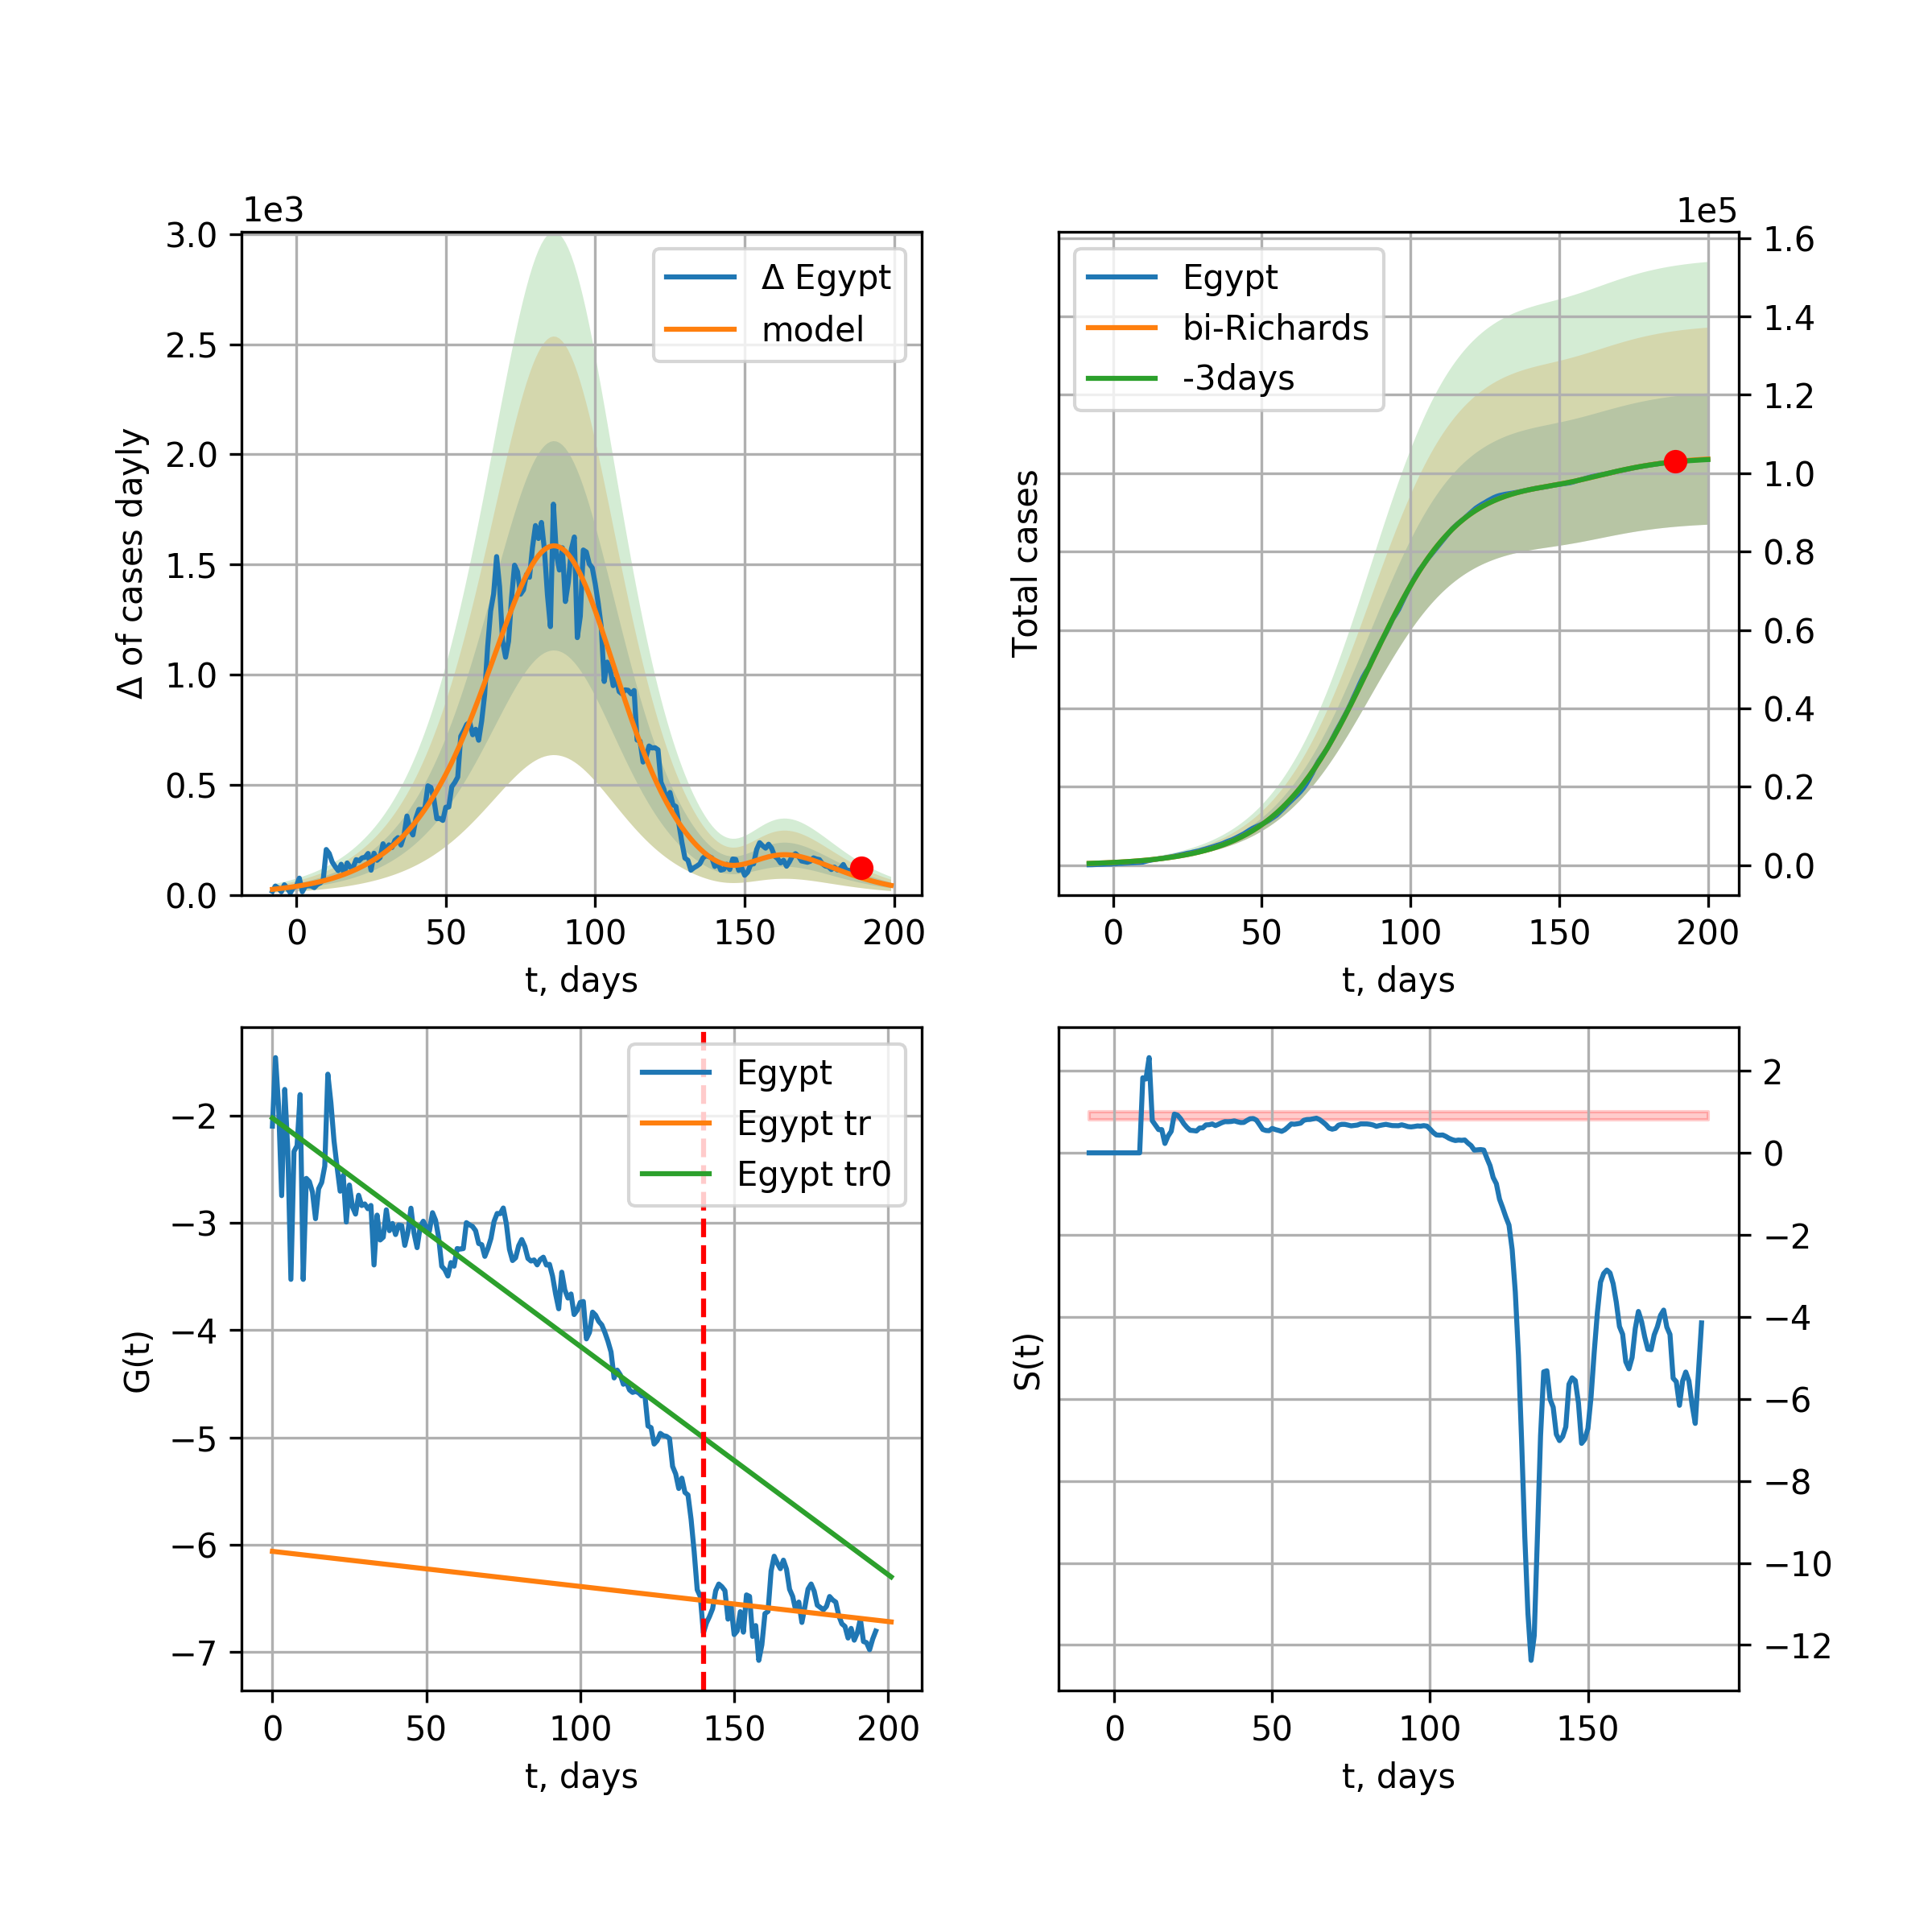 1e3
3.0
2.5
2.0
1.5
1.0
0.5
0.0
Δ of cases dayly
Δ Egypt
model
0 50 100 150 200
t, days
1e5
1.6
1.4
1.2
1.0
0.8
0.6
0.4
0.2
0.0
Total cases
Egypt
bi-Richards
-3days
0 50 100 150 200
t, days
−2
−3
−4
−5
−6
−7
G(t)
Egypt
Egypt tr
Egypt tr0
0 50 100 150 200
t, days
2
0
−2
−4
−6
−8
−10
−12
S(t)
0 50 100 150
t, days